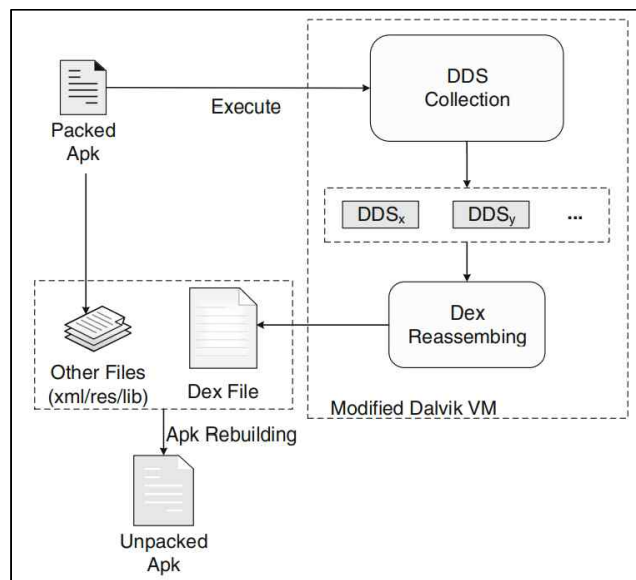 DDS
Collection
Execute
Packed
Apk
DDSx
DDSy
...
Dex
Reassembing
Other Files
(xml/res/lib)
Dex File
Modified Dalvik VM
Apk Rebuilding
Unpacked
Apk